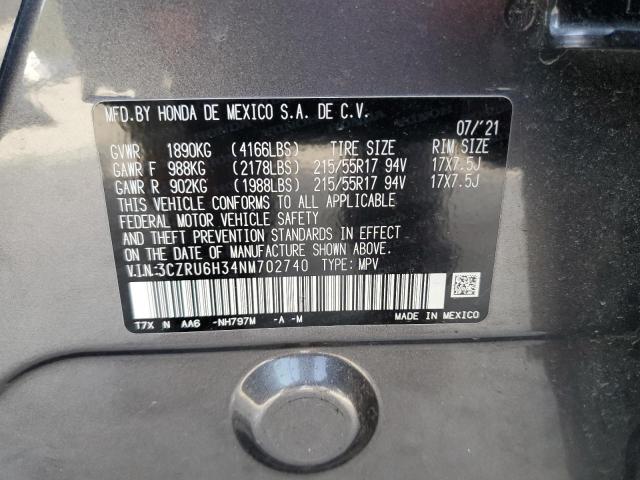 MFD.BY HONDA DE MEXICO S.A. DE C.V.
07/'21
GVWR 1890KG (4166LBS) TIRE SIZE RIM SIZE
GAWR F 988KG (2178LBS) 215/55R17 94V 17X7.5J
GAWR R 902KG (1988LBS) 215/55R17 94V 17X7.5J
THIS VEHICLE CONFORMS TO ALL APPLICABLE
FEDERAL MOTOR VEHICLE SAFETY
AND THEFT PREVENTION STANDARDS IN EFFECT
ON THE DATE OF MANUFACTURE SHOWN ABOVE.
V.I.N:3CZRU6H34NM702740 TYPE: MPV
T7X N AA6 -NH797M -A -M MADE IN MEXICO